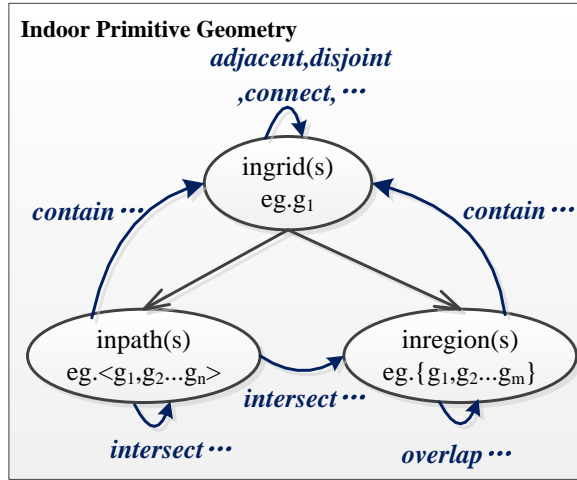 Indoor Primitive Geometry
adjacent,disjoint
,connect, ···
ingrid(s)
eg.g₁
contain ···
contain ···
inpath(s)
eg.<g₁,g₂...gₙ>
inregion(s)
eg.{g₁,g₂...gₘ}
intersect ···
intersect ···
overlap ···